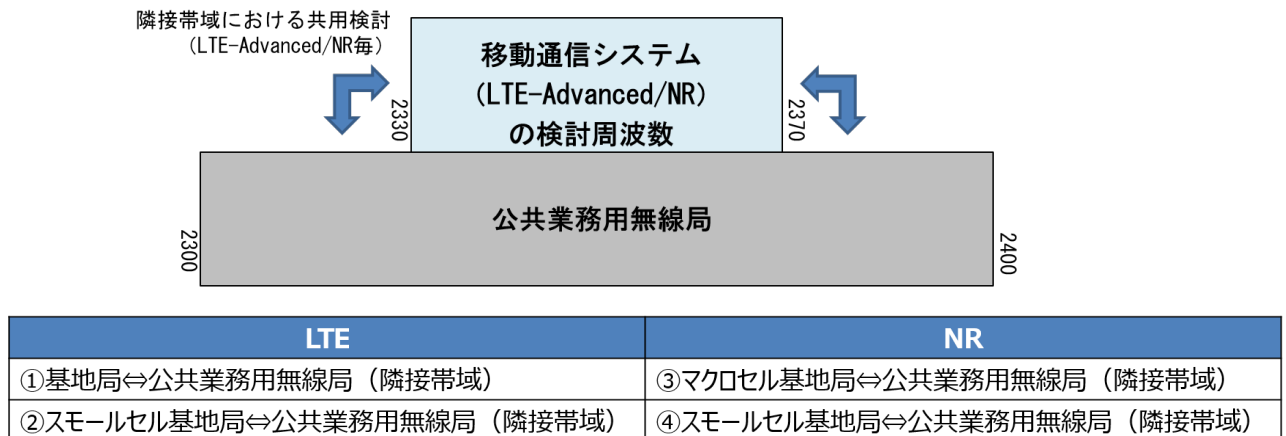 隣接帯域における共用検討
（LTE-Advanced/NR毎）
移動通信システム
（LTE-Advanced/NR）
の検討周波数
2330
2370
公共業務用無線局
2300
2400
LTE
NR
①基地局⇔公共業務用無線局（隣接帯域）
③マクロセル基地局⇔公共業務用無線局（隣接帯域）
②スモールセル基地局⇔公共業務用無線局（隣接帯域）
④スモールセル基地局⇔公共業務用無線局（隣接帯域）